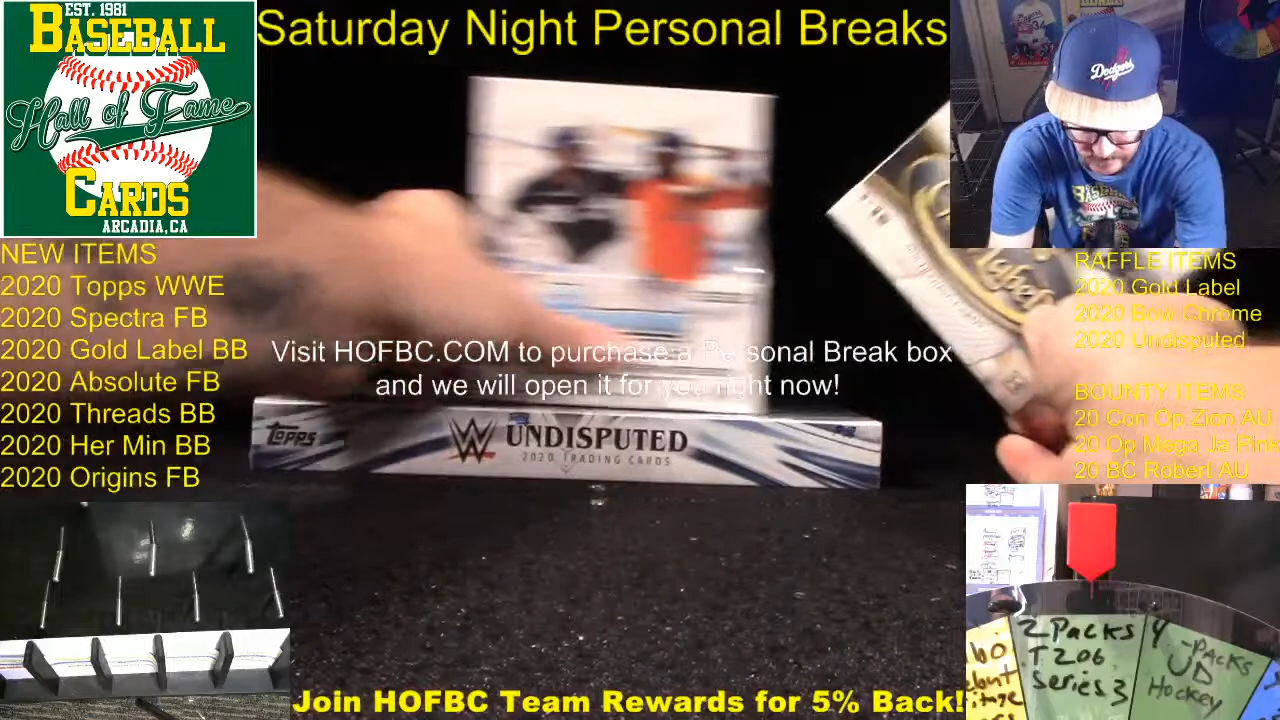 EST. 1981
BASEBALL
Hall of Fame
CARDS
ARCADIA,CA
Saturday Night Personal Breaks
Dodgers
NEW ITEMS
2020 Topps WWE
2020 Spectra FB
2020 Gold Label BB
2020 Absolute FB
2020 Threads BB
2020 Her Min BB
2020 Origins FB
Visit HOFBC.COM to purchase a Personal Break box
and we will open it for you right now!
Label
RAFFLE ITEMS
2020 Gold Label
2020 Bow Chrome
2020 Undisputed
BOUNTY ITEMS
20 Con Op Zion AU
20 Op Mega Ja Pink
20 BC Robert AU
TOPPS
W UNDISPUTED
2020 TRADING CARDS
2 Packs
T206
Series 3
4 -Packs
UD
Hockey
Join HOFBC Team Rewards for 5% Back!